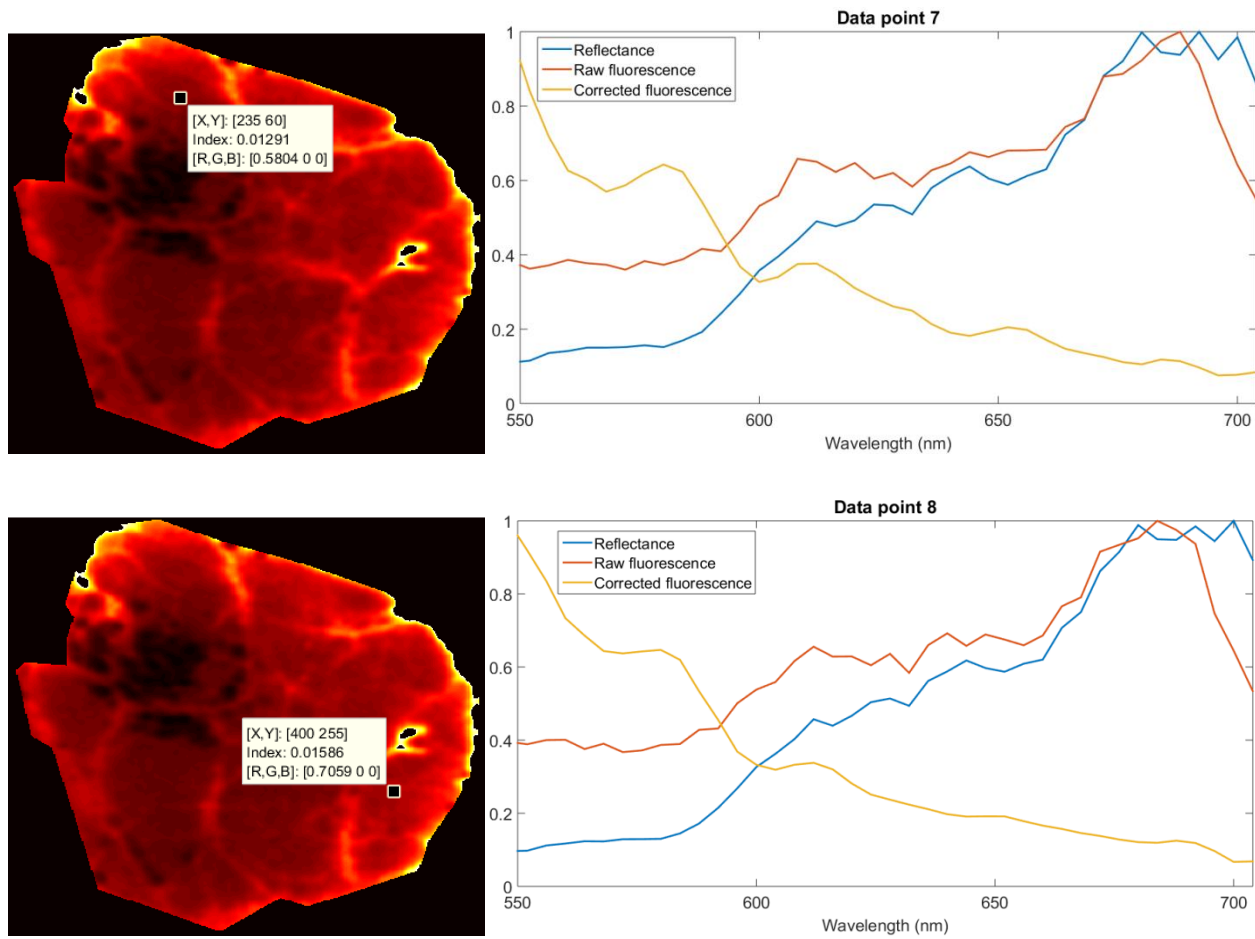 Data point 7
[X,Y]: [235 60]
Index: 0.01291
[R,G,B]: [0.5804 0 0]
Reflectance
Raw fluorescence
Corrected fluorescence
1
0.8
0.6
0.4
0.2
0
550
600
650
700
Wavelength (nm)
Data point 8
[X,Y]: [400 255]
Index: 0.01586
[R,G,B]: [0.7059 0 0]
Reflectance
Raw fluorescence
Corrected fluorescence
1
0.8
0.6
0.4
0.2
0
550
600
650
700
Wavelength (nm)